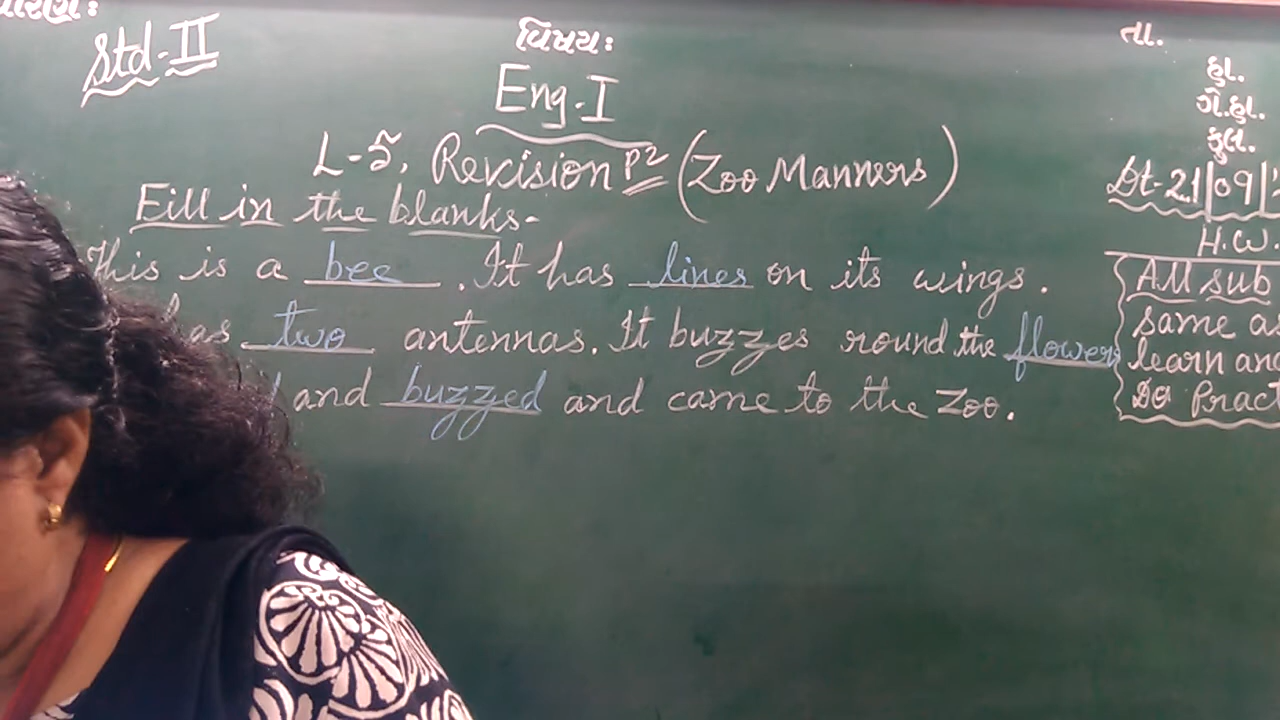 Std-II
વિષય:
તા.
Eng-I
હા.
ગે.હા.
કુલ.
L-5. Revision P2 (Zoo Manners)
Dt-21/09/
Fill in the blanks-
H.W.
This is a bee. It has lines on its wings.
All sub
two antennas. It buzzes round the flowers
same as
learn and
and buzzed and came to the zoo.
Do Pract